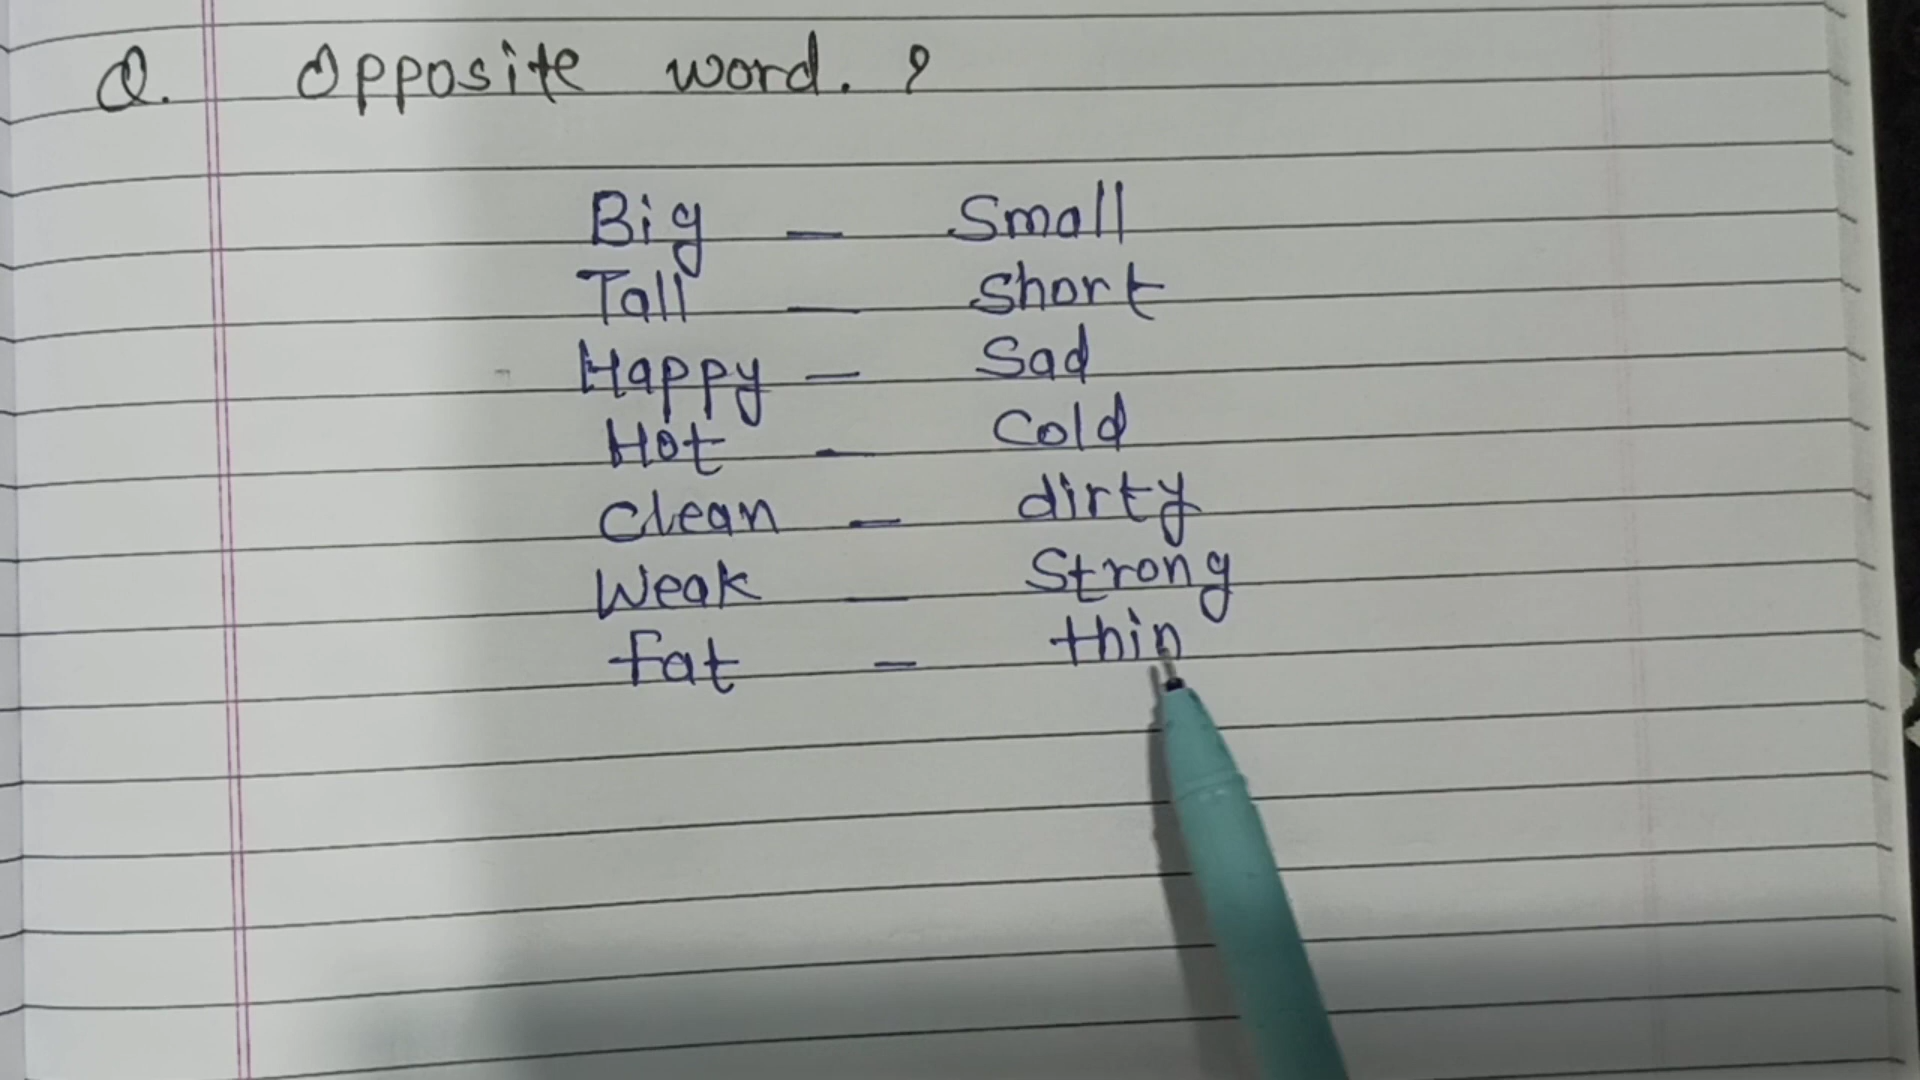 Q. Opposite word. ?
Big — Small
Tall — Short
Happy — Sad
Hot — Cold
Clean — dirty
Weak — Strong
Fat — thin